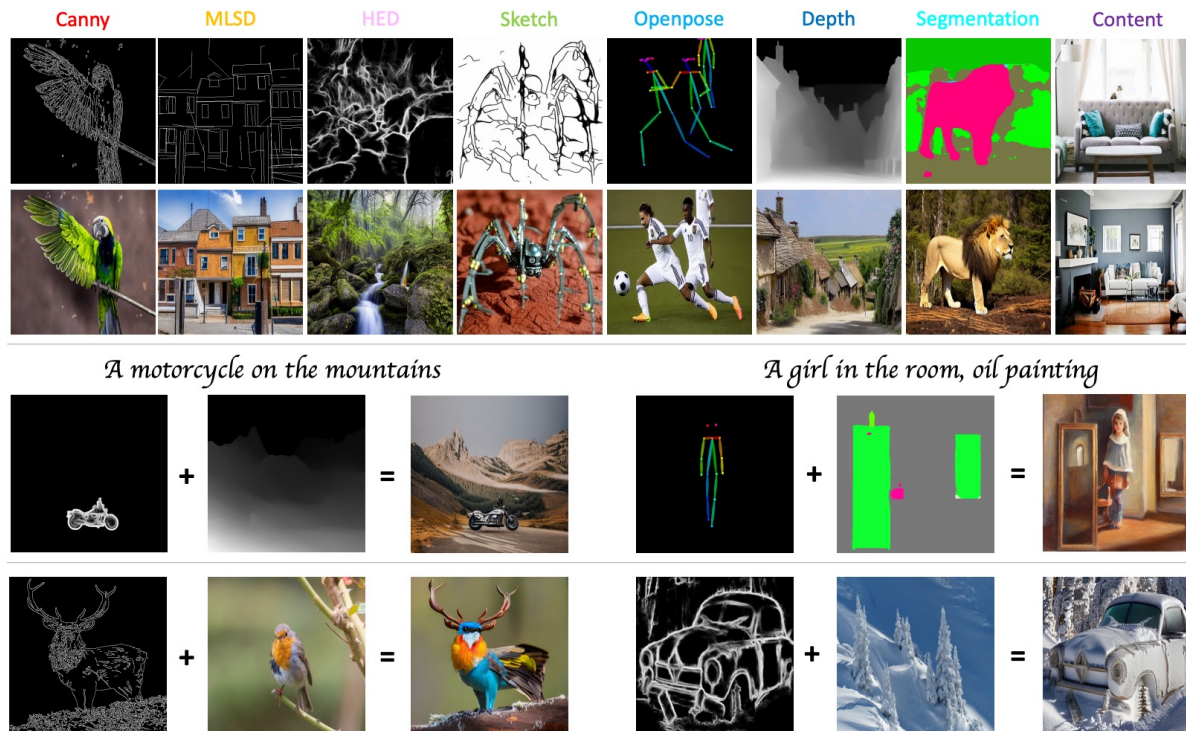 Canny MLSD HED Sketch Openpose Depth Segmentation Content
A motorcycle on the mountains A girl in the room, oil painting
+ = + =
+ = + =